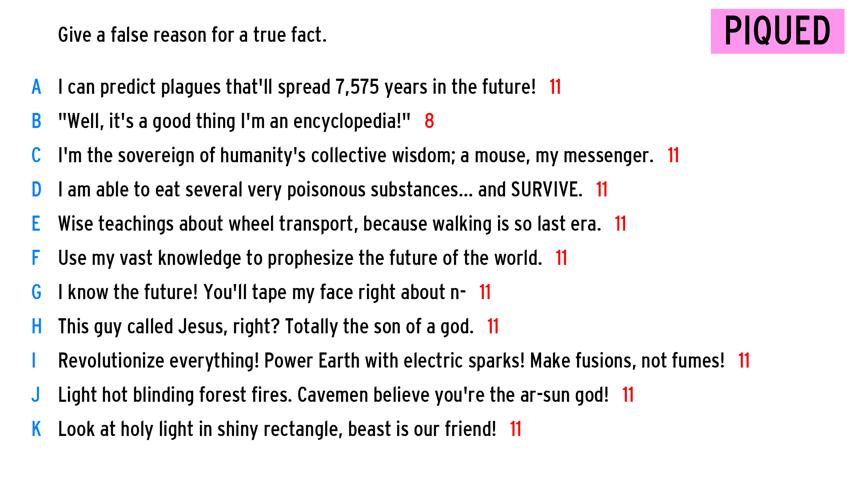 Give a false reason for a true fact.
PIQUED
A I can predict plagues that'll spread 7,575 years in the future! 11
B "Well, it's a good thing I'm an encyclopedia!" 8
C I'm the sovereign of humanity's collective wisdom; a mouse, my messenger. 11
D I am able to eat several very poisonous substances... and SURVIVE. 11
E Wise teachings about wheel transport, because walking is so last era. 11
F Use my vast knowledge to prophesize the future of the world. 11
G I know the future! You'll tape my face right about n- 11
H This guy called Jesus, right? Totally the son of a god. 11
I Revolutionize everything! Power Earth with electric sparks! Make fusions, not fumes! 11
J Light hot blinding forest fires. Cavemen believe you're the ar-sun god! 11
K Look at holy light in shiny rectangle, beast is our friend! 11